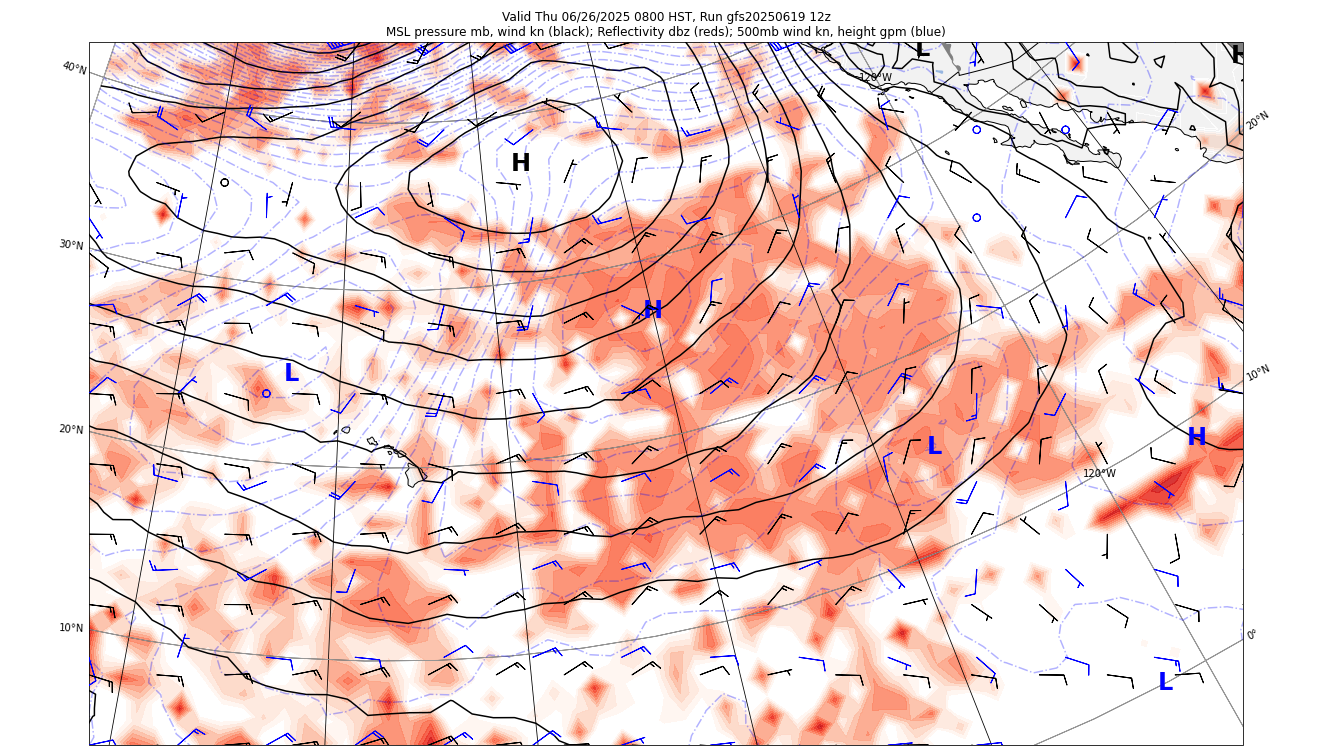 Valid Thu 06/26/2025 0800 HST, Run gfs20250619 12z
MSL pressure mb, wind kn (black); Reflectivity dbz (reds); 500mb wind kn, height gpm (blue)
L
H
40°N
120°W
20°N
H
30°N
H
L
10°N
20°N
H
L
120°W
10°N
0°
L